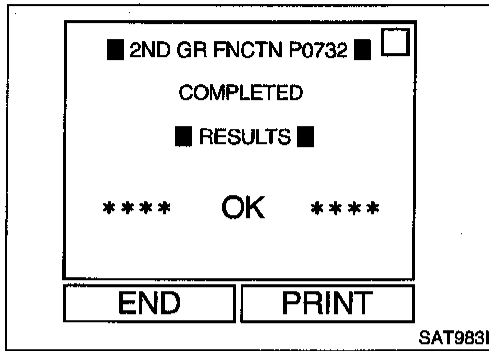 ■ 2ND GR FNCTN P0732 ■
COMPLETED
■ RESULTS ■
**** OK ****
END PRINT
SAT983I